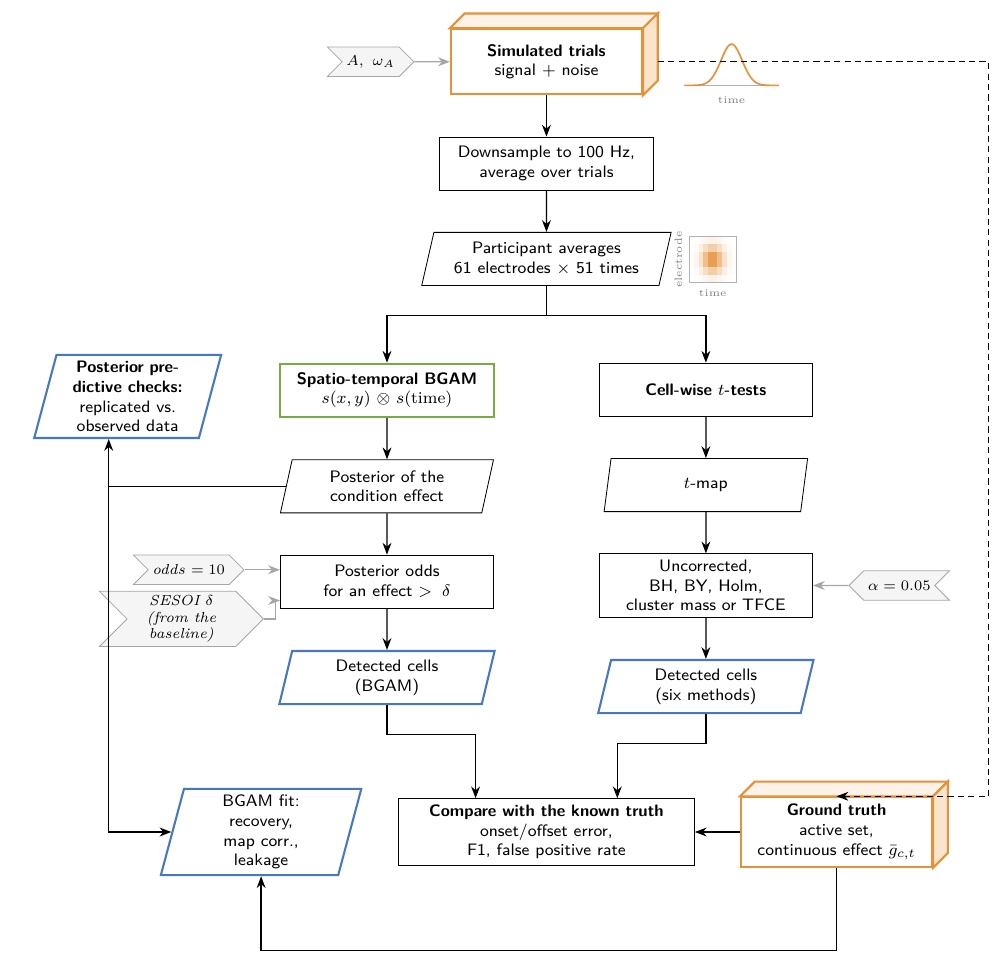 Simulated trials
signal + noise
A, ω_A
time
Downsample to 100 Hz,
average over trials
Participant averages
61 electrodes × 51 times
electrode
time
Posterior pre-
dictive checks:
replicated vs.
observed data
Spatio-temporal BGAM
s(x, y) ⊗ s(time)
Cell-wise t-tests
Posterior of the
condition effect
t-map
odds = 10
SESOI δ
(from the
baseline)
Posterior odds
for an effect > δ
Uncorrected,
BH, BY, Holm,
cluster mass or TFCE
α = 0.05
Detected cells
(BGAM)
Detected cells
(six methods)
BGAM fit:
recovery,
map corr.,
leakage
Compare with the known truth
onset/offset error,
F1, false positive rate
Ground truth
active set,
continuous effect ḡ_{c,t}